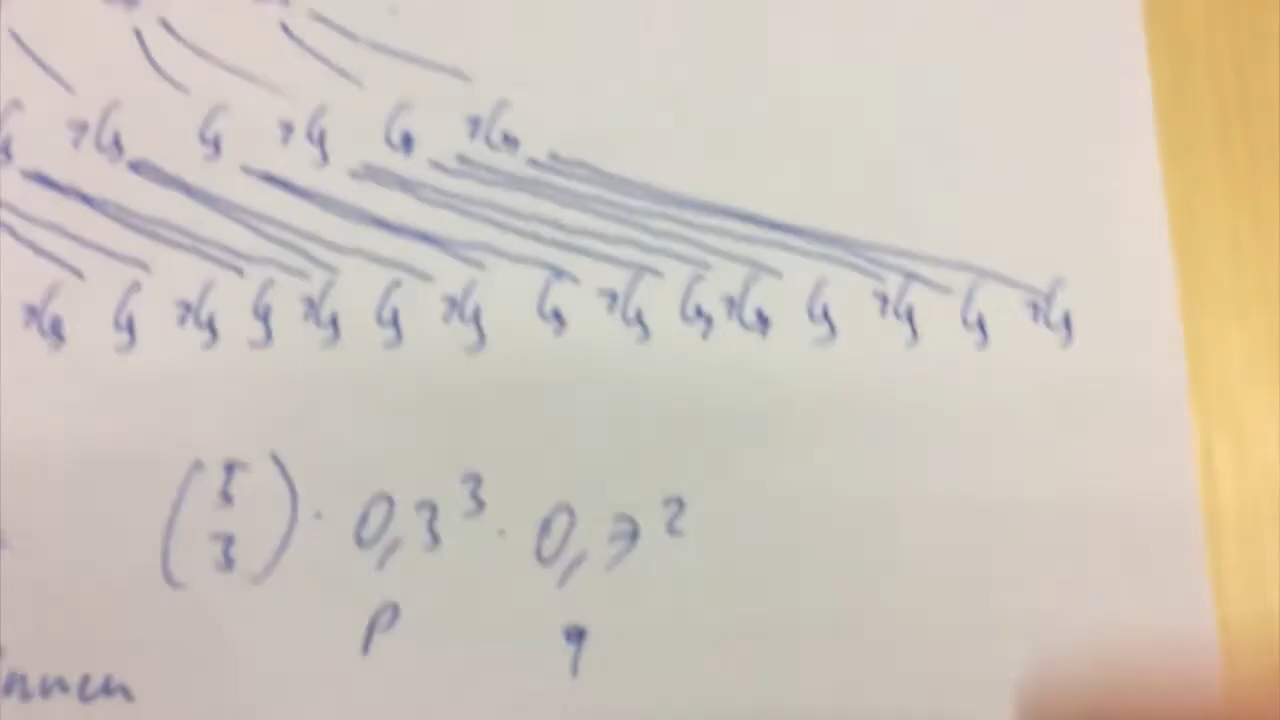 G ⁊G G ⁊G G ⁊G
⁊G G ⁊G G ⁊G G ⁊G G ⁊G G ⁊G G ⁊G G ⁊G
(5 3) · 0,3³ · 0,7²
p q